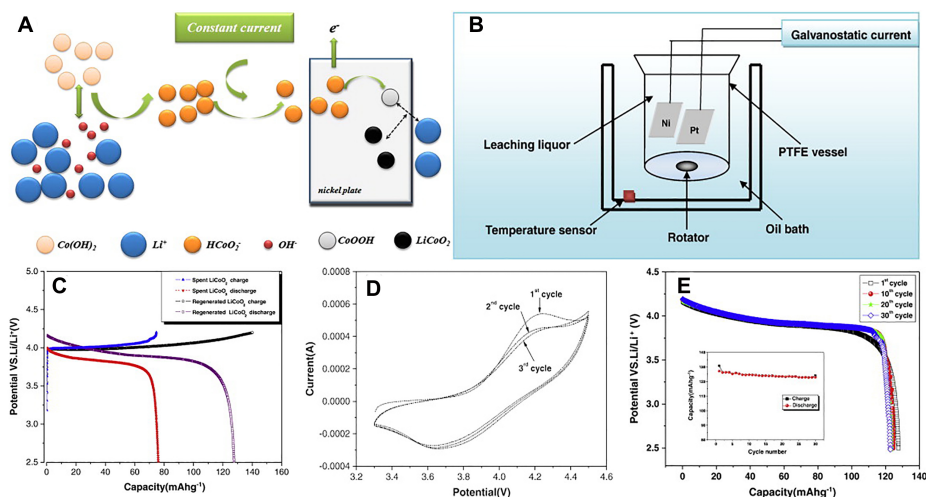 A
Constant current
e-
nickel plate
Co(OH)2
Li+
HCoO2-
OH-
CoOOH
LiCoO2
B
Galvanostatic current
Ni
Pt
Leaching liquor
PTFE vessel
Temperature sensor
Rotator
Oil bath
C
Potential VS.Li/Li+(V)
5.0
4.5
4.0
3.5
3.0
2.5
Spent LiCoO2 charge
Spent LiCoO2 discharge
Regenerated LiCoO2 charge
Regenerated LiCoO2 discharge
0 20 40 60 80 100 120 140 160
Capacity(mAhg-1)
D
Current(A)
0.0008
0.0006
0.0004
0.0002
0.0000
-0.0002
-0.0004
1st cycle
2nd cycle
3rd cycle
3.2 3.4 3.6 3.8 4.0 4.2 4.4 4.6
Potential(V)
E
Potential VS.Li/Li+ (V)
4.5
4.0
3.5
3.0
2.5
1st cycle
10th cycle
20th cycle
30th cycle
Capacity(mAhg-1)
Charge
Discharge
Cycle number
0 20 40 60 80 100 120 140
Capacity(mAhg-1)